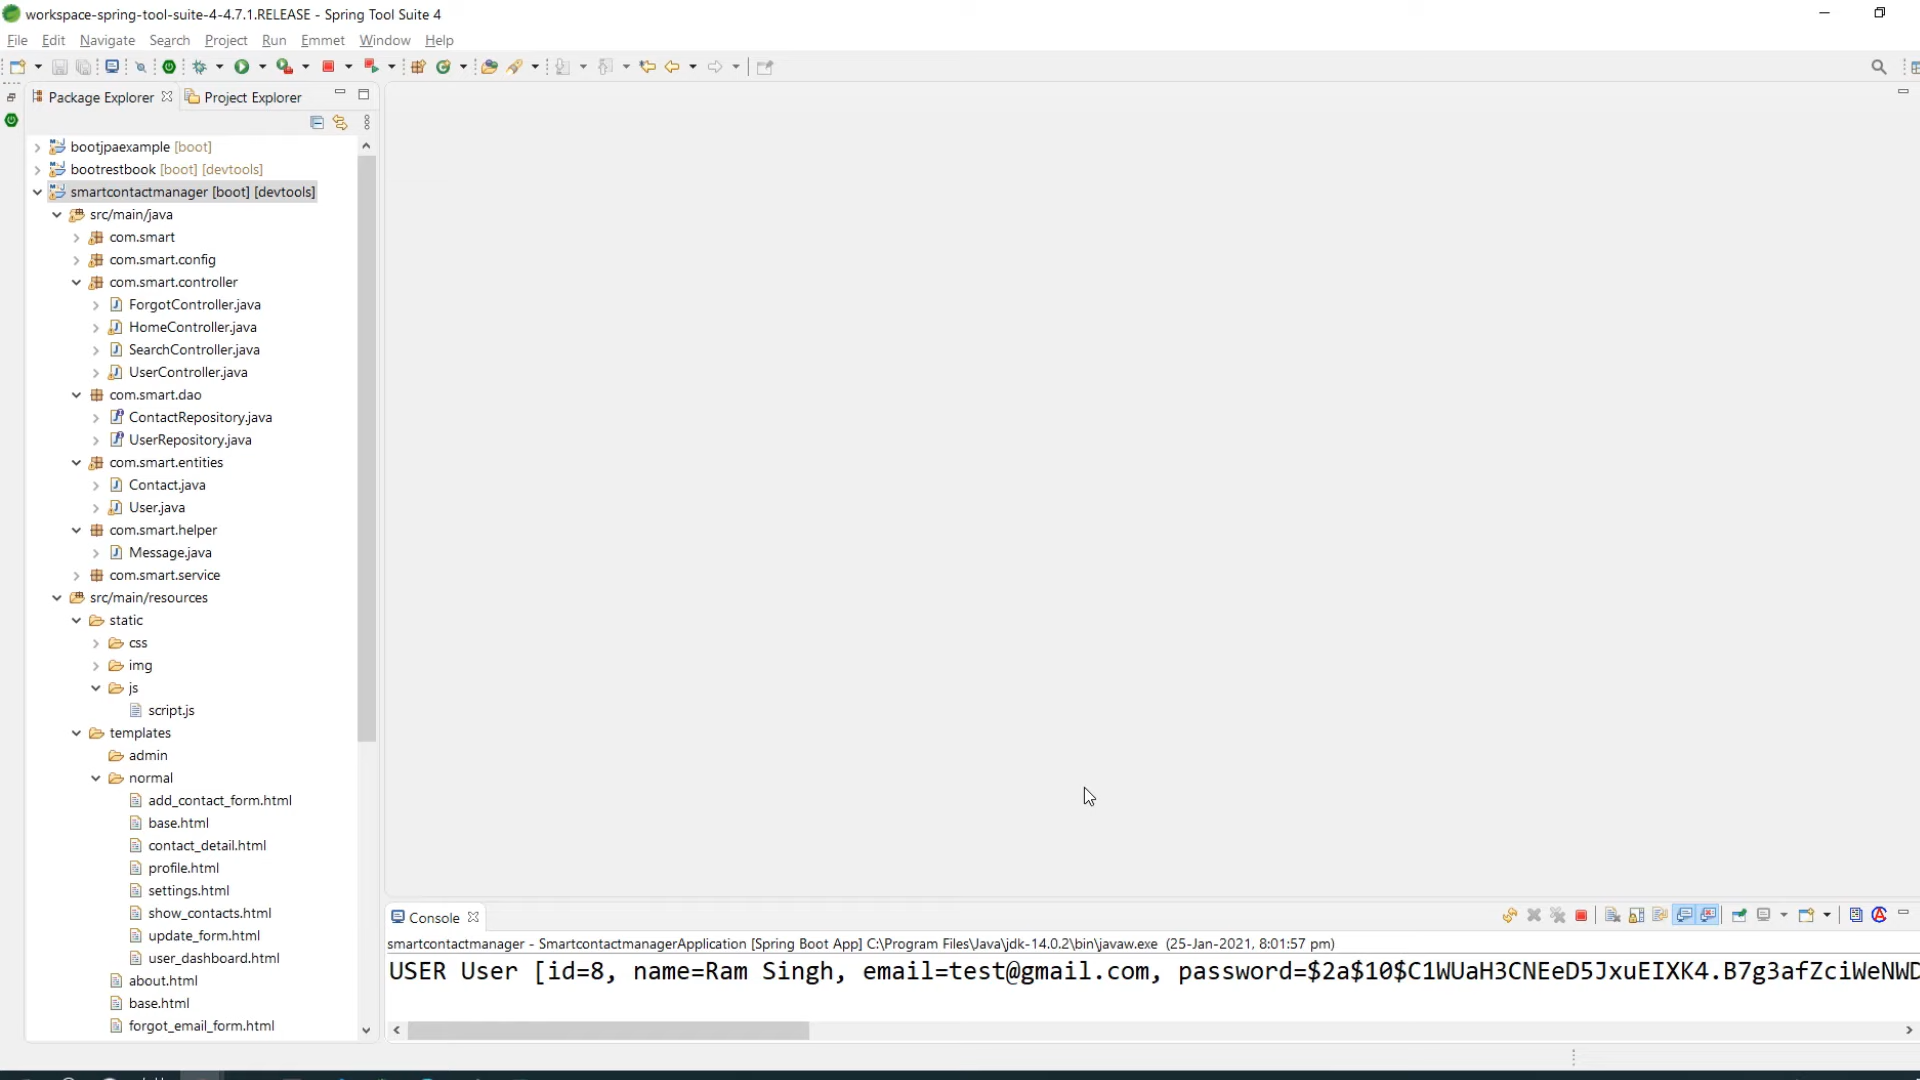 workspace-spring-tool-suite-4-4.7.1.RELEASE - Spring Tool Suite 4
File Edit Navigate Search Project Run Emmet Window Help
Package Explorer Project Explorer
bootjpaexample [boot]
bootrestbook [boot] [devtools]
smartcontactmanager [boot] [devtools]
src/main/java
com.smart
com.smart.config
com.smart.controller
ForgotController.java
HomeController.java
SearchController.java
UserController.java
com.smart.dao
ContactRepository.java
UserRepository.java
com.smart.entities
Contact.java
User.java
com.smart.helper
Message.java
com.smart.service
src/main/resources
static
css
img
js
script.js
templates
admin
normal
add_contact_form.html
base.html
contact_detail.html
profile.html
settings.html
show_contacts.html
update_form.html
user_dashboard.html
about.html
base.html
forgot_email_form.html
Console
smartcontactmanager - SmartcontactmanagerApplication [Spring Boot App] C:\Program Files\Java\jdk-14.0.2\bin\javaw.exe (25-Jan-2021, 8:01:57 pm)
USER User [id=8, name=Ram Singh, email=test@gmail.com, password=$2a$10$C1WUaH3CNEeD5JxuEIXK4.B7g3afZciWeNWD